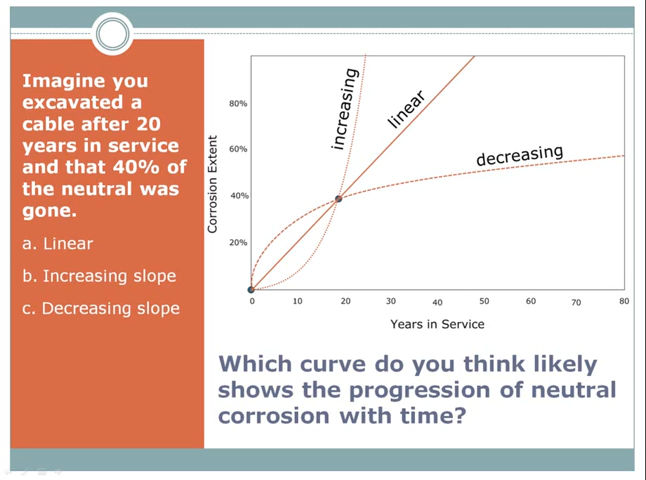 Imagine you
excavated a
cable after 20
years in service
and that 40% of
the neutral was
gone.
a. Linear
b. Increasing slope
c. Decreasing slope
Corrosion Extent
80%
60%
40%
20%
increasing
linear
decreasing
0 10 20 30 40 50 60 70 80
Years in Service
Which curve do you think likely
shows the progression of neutral
corrosion with time?